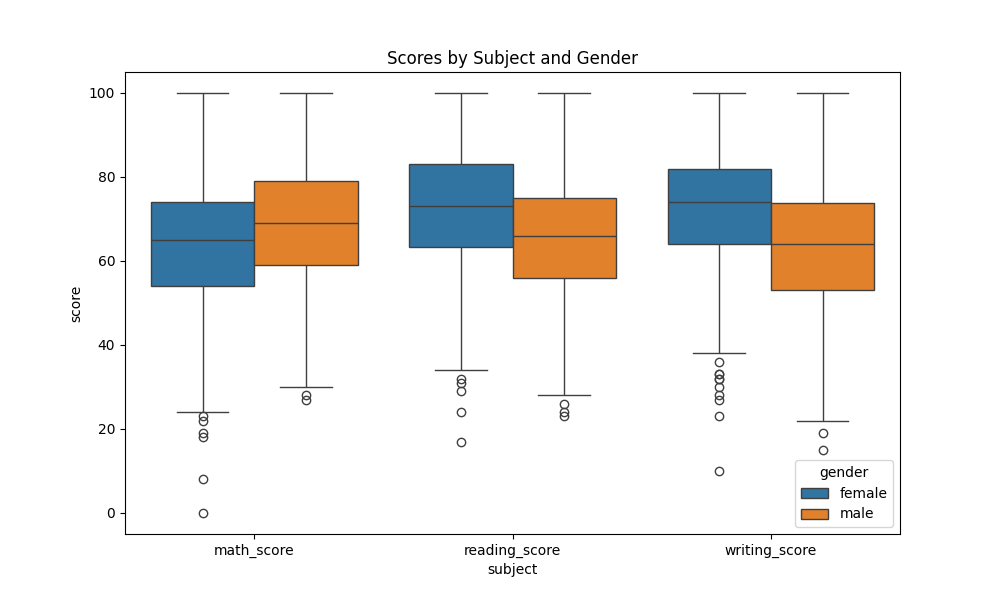 Scores by Subject and Gender
100
80
60
40
20
0
score
math_score
reading_score
writing_score
subject
gender
female
male